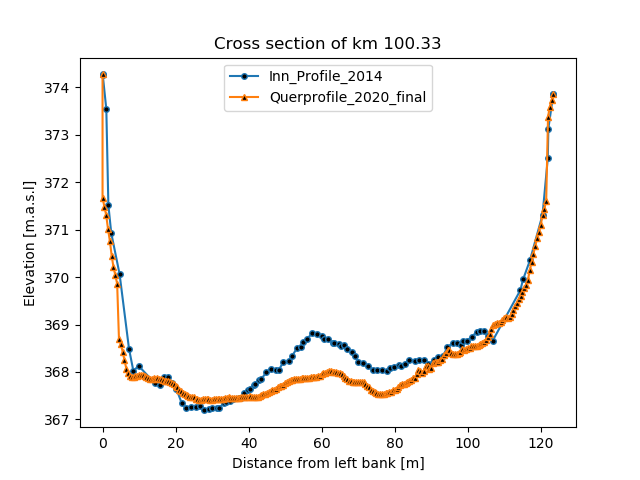 Cross section of km 100.33
Inn_Profile_2014
Querprofile_2020_final
374
373
372
371
370
369
368
367
Elevation [m.a.s.l]
0 20 40 60 80 100 120
Distance from left bank [m]